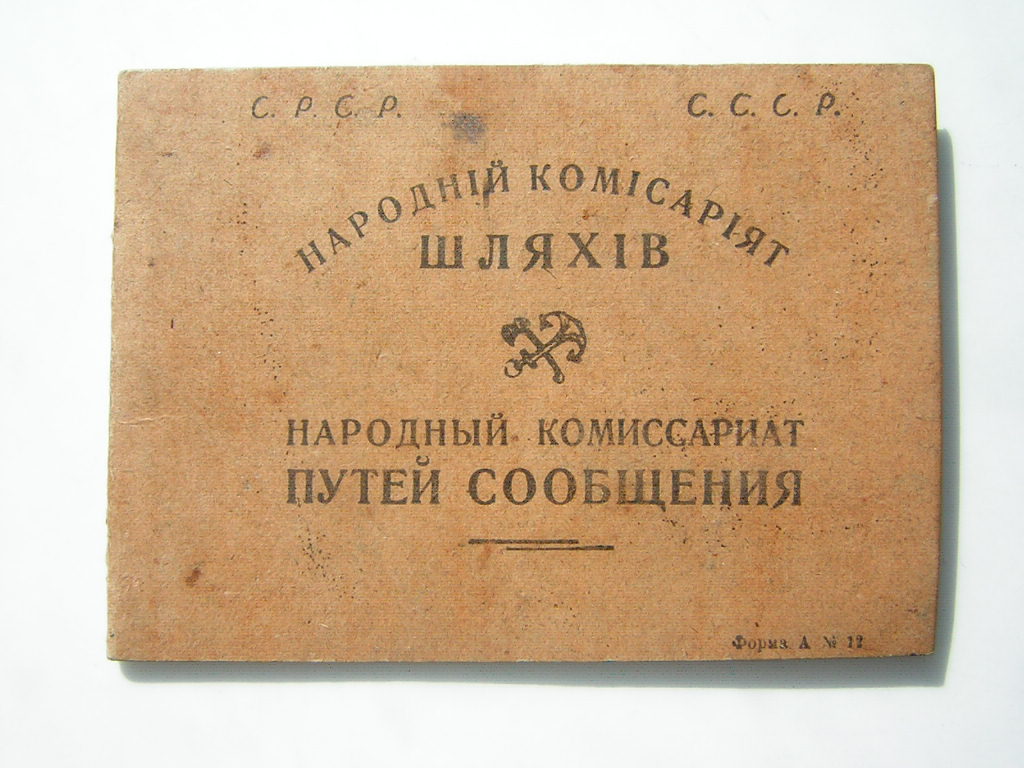 С. Р. С. Р.
С. С. С. Р.
НАРОДНІЙ КОМІСАРІЯТ
ШЛЯХІВ
НАРОДНЫЙ КОМИССАРИАТ
ПУТЕЙ СООБЩЕНИЯ
Форма А № 12